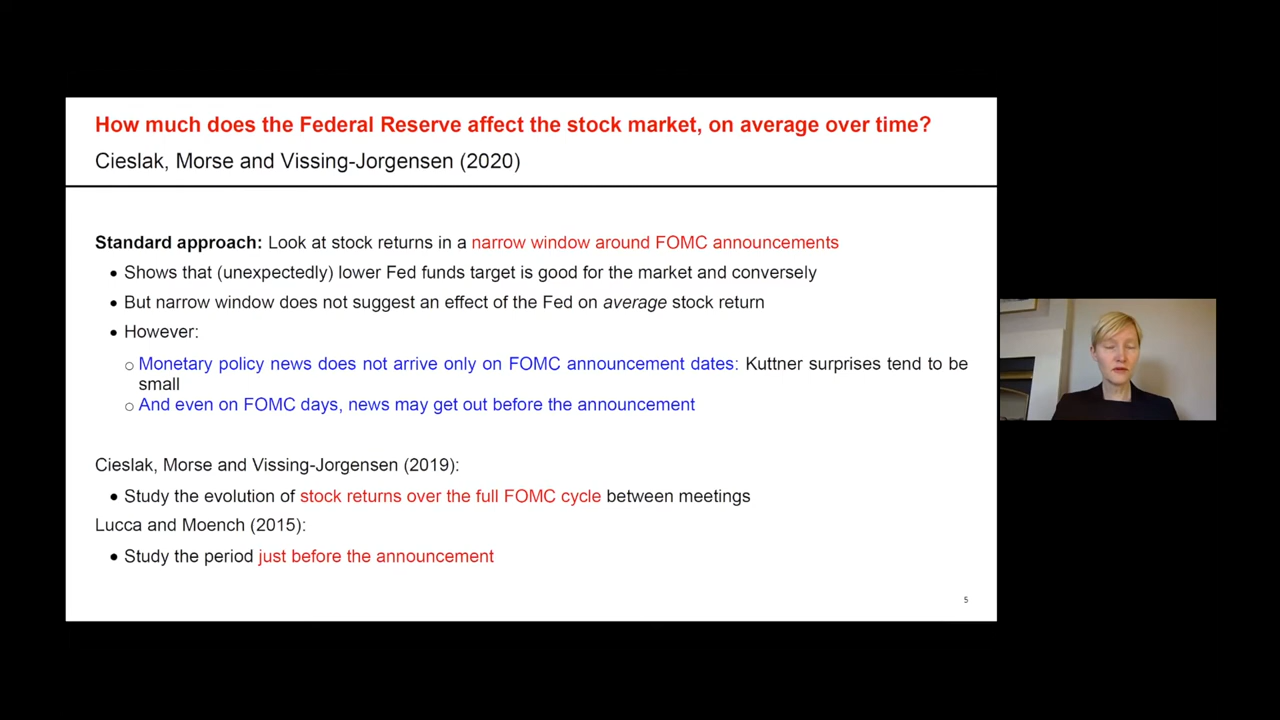 How much does the Federal Reserve affect the stock market, on average over time?
Cieslak, Morse and Vissing-Jorgensen (2020)
Standard approach: Look at stock returns in a narrow window around FOMC announcements
• Shows that (unexpectedly) lower Fed funds target is good for the market and conversely
• But narrow window does not suggest an effect of the Fed on average stock return
• However:
○ Monetary policy news does not arrive only on FOMC announcement dates: Kuttner surprises tend to be
small
○ And even on FOMC days, news may get out before the announcement
Cieslak, Morse and Vissing-Jorgensen (2019):
• Study the evolution of stock returns over the full FOMC cycle between meetings
Lucca and Moench (2015):
• Study the period just before the announcement
5